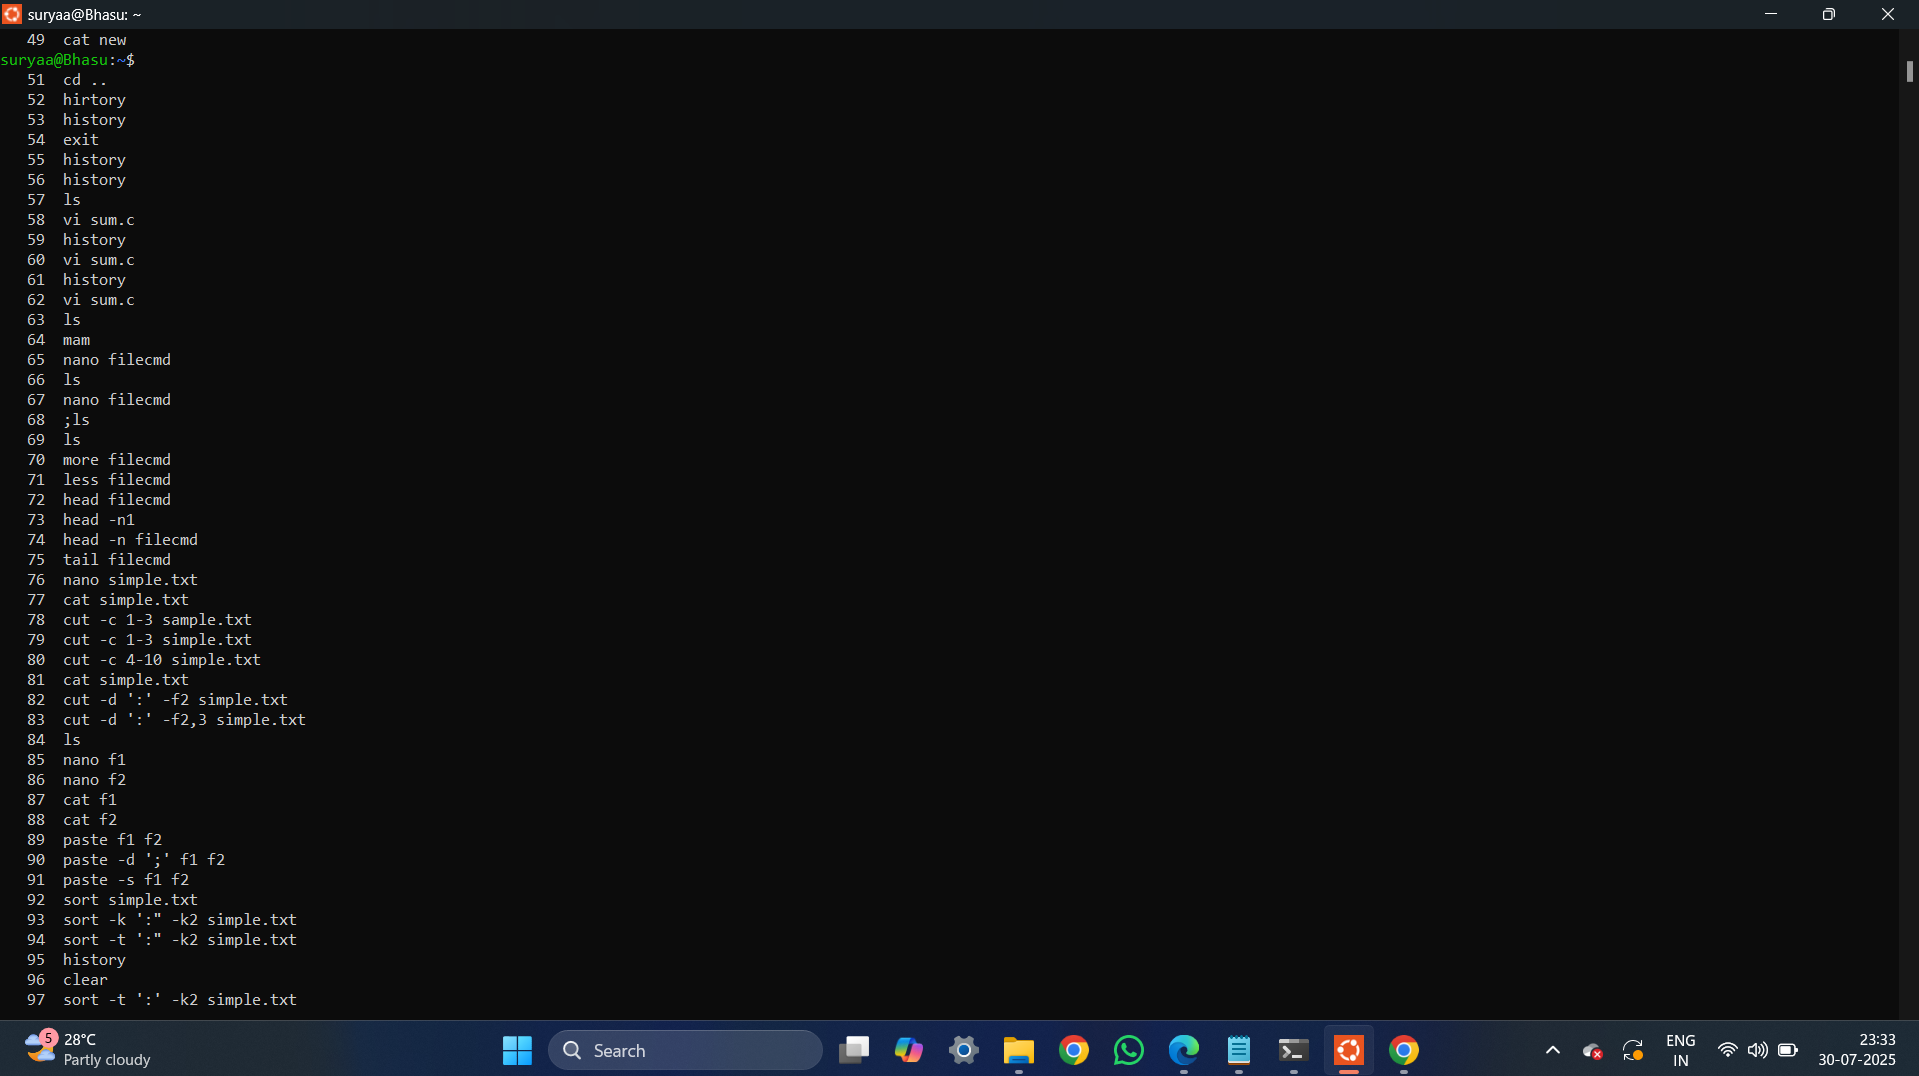 suryaa@Bhasu: ~
49 cat new
suryaa@Bhasu:~$
51 cd ..
52 hirtory
53 history
54 exit
55 history
56 history
57 ls
58 vi sum.c
59 history
60 vi sum.c
61 history
62 vi sum.c
63 ls
64 mam
65 nano filecmd
66 ls
67 nano filecmd
68 ;ls
69 ls
70 more filecmd
71 less filecmd
72 head filecmd
73 head -n1
74 head -n filecmd
75 tail filecmd
76 nano simple.txt
77 cat simple.txt
78 cut -c 1-3 sample.txt
79 cut -c 1-3 simple.txt
80 cut -c 4-10 simple.txt
81 cat simple.txt
82 cut -d ':' -f2 simple.txt
83 cut -d ':' -f2,3 simple.txt
84 ls
85 nano f1
86 nano f2
87 cat f1
88 cat f2
89 paste f1 f2
90 paste -d ';' f1 f2
91 paste -s f1 f2
92 sort simple.txt
93 sort -k ':" -k2 simple.txt
94 sort -t ':" -k2 simple.txt
95 history
96 clear
97 sort -t ':' -k2 simple.txt
5
28°C
Partly cloudy
Search
ENG
IN
23:33
30-07-2025